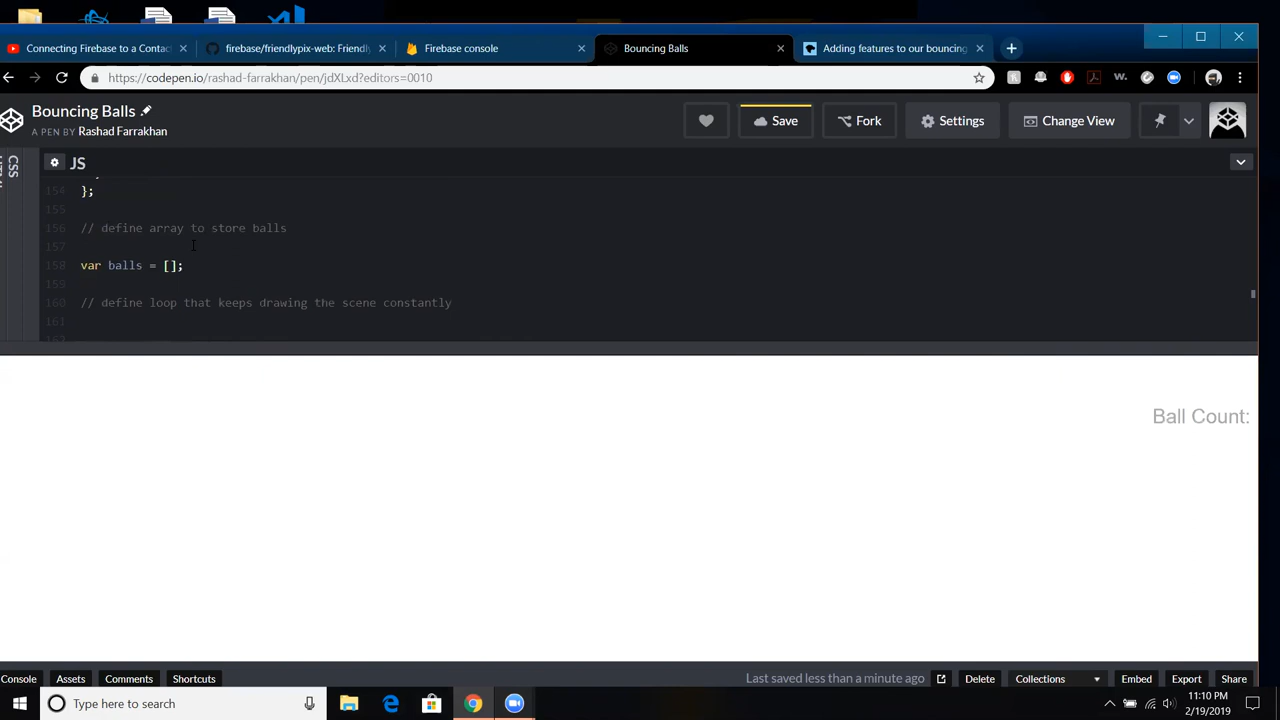 Connecting Firebase to a Contac
firebase/friendlypix-web: Friendly
Firebase console
Bouncing Balls
Adding features to our bouncing
https://codepen.io/rashad-farrakhan/pen/jdXLxd?editors=0010
Bouncing Balls
A PEN BY Rashad Farrakhan
Save
Fork
Settings
Change View
CSS
JS
154 };
155
156 // define array to store balls
157
158 var balls = [];
159
160 // define loop that keeps drawing the scene constantly
161
Ball Count:
Console
Assets
Comments
Shortcuts
Last saved less than a minute ago
Delete
Collections
Embed
Export
Share
Type here to search
11:10 PM
2/19/2019